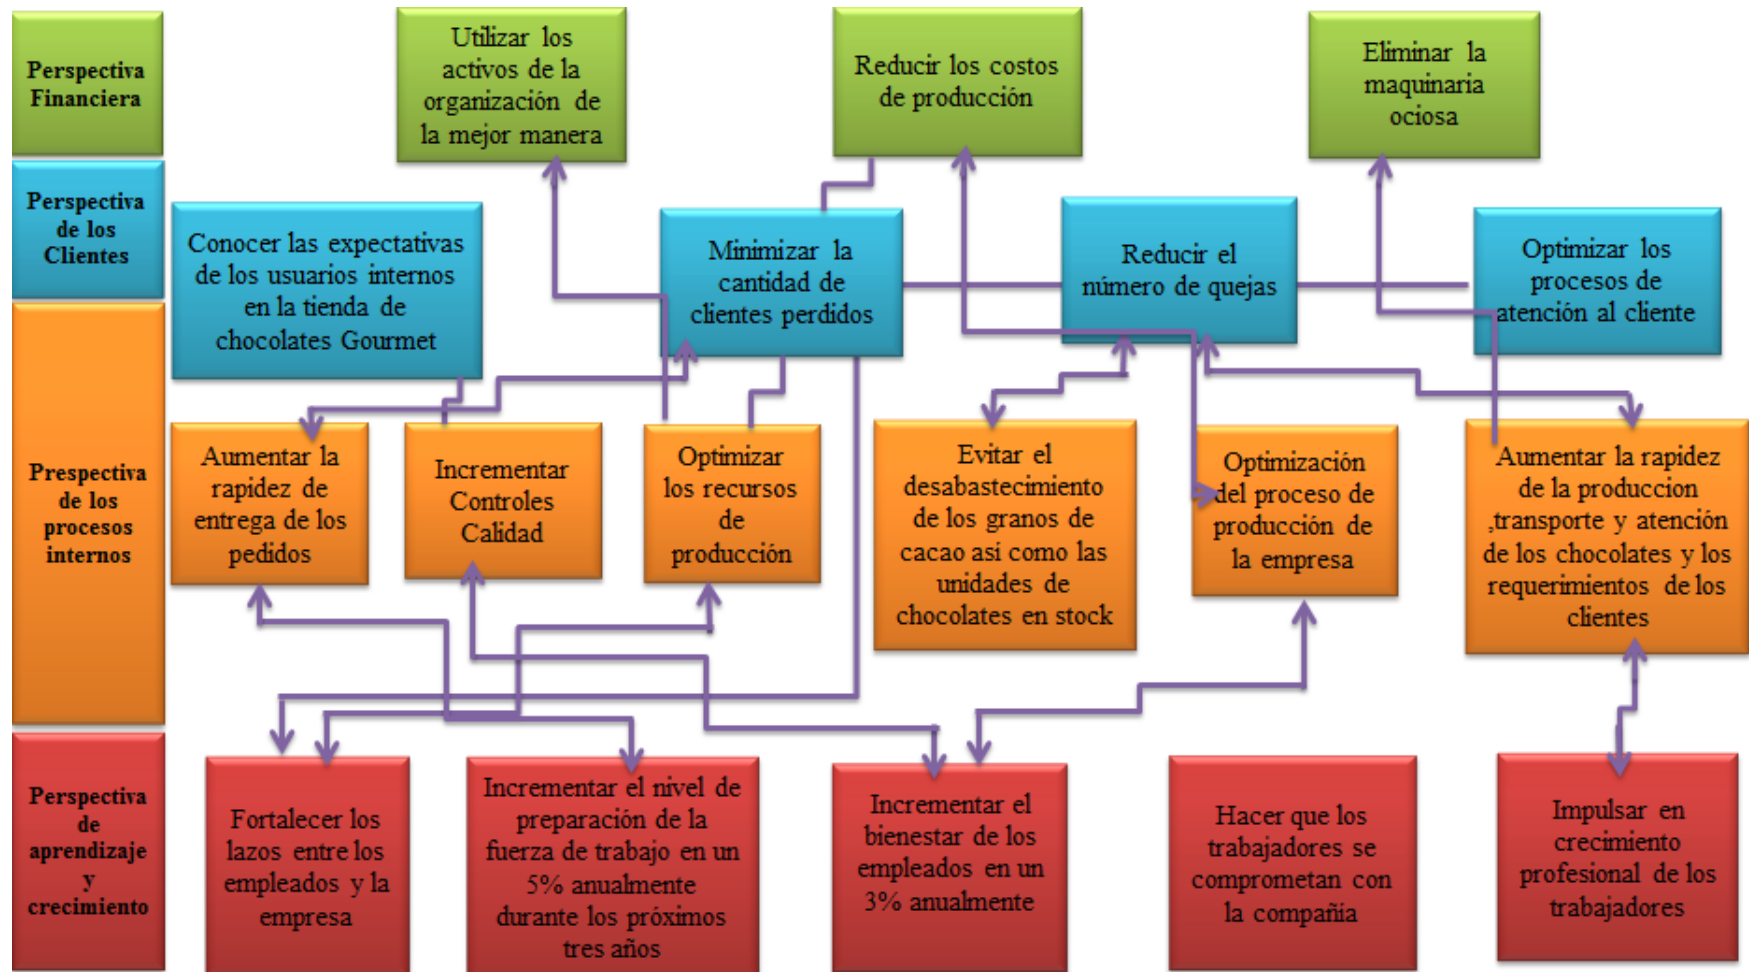 Perspectiva
Financiera
Utilizar los
activos de la
organización de
la mejor manera
Reducir los costos
de producción
Eliminar la
maquinaria
ociosa
Perspectiva
de los
Clientes
Conocer las expectativas
de los usuarios internos
en la tienda de
chocolates Gourmet
Minimizar la
cantidad de
clientes perdidos
Reducir el
número de quejas
Optimizar los
procesos de
atención al cliente
Prespectiva
de los
procesos
internos
Aumentar la
rapidez de
entrega de los
pedidos
Incrementar
Controles
Calidad
Optimizar
los recursos
de
producción
Evitar el
desabastecimiento
de los granos de
cacao así como las
unidades de
chocolates en stock
Optimización
del proceso de
producción de
la empresa
Aumentar la rapidez
de la produccion
,transporte y atención
de los chocolates y los
requerimientos de los
clientes
Perspectiva
de
aprendizaje
y
crecimiento
Fortalecer los
lazos entre los
empleados y la
empresa
Incrementar el nivel de
preparación de la
fuerza de trabajo en un
5% anualmente
durante los próximos
tres años
Incrementar el
bienestar de los
empleados en un
3% anualmente
Hacer que los
trabajadores se
comprometan con
la compañía
Impulsar en
crecimiento
profesional de los
trabajadores